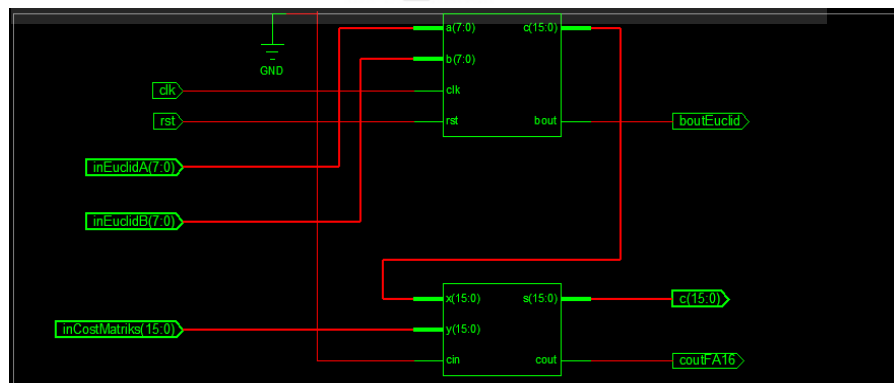 a(7:0) c(15:0)
GND
b(7:0)
clk clk
rst rst bout boutEuclid
inEuclidA(7:0)
inEuclidB(7:0)
x(15:0) s(15:0) c(15:0)
inCostMatriks(15:0) y(15:0)
cin cout coutFA16